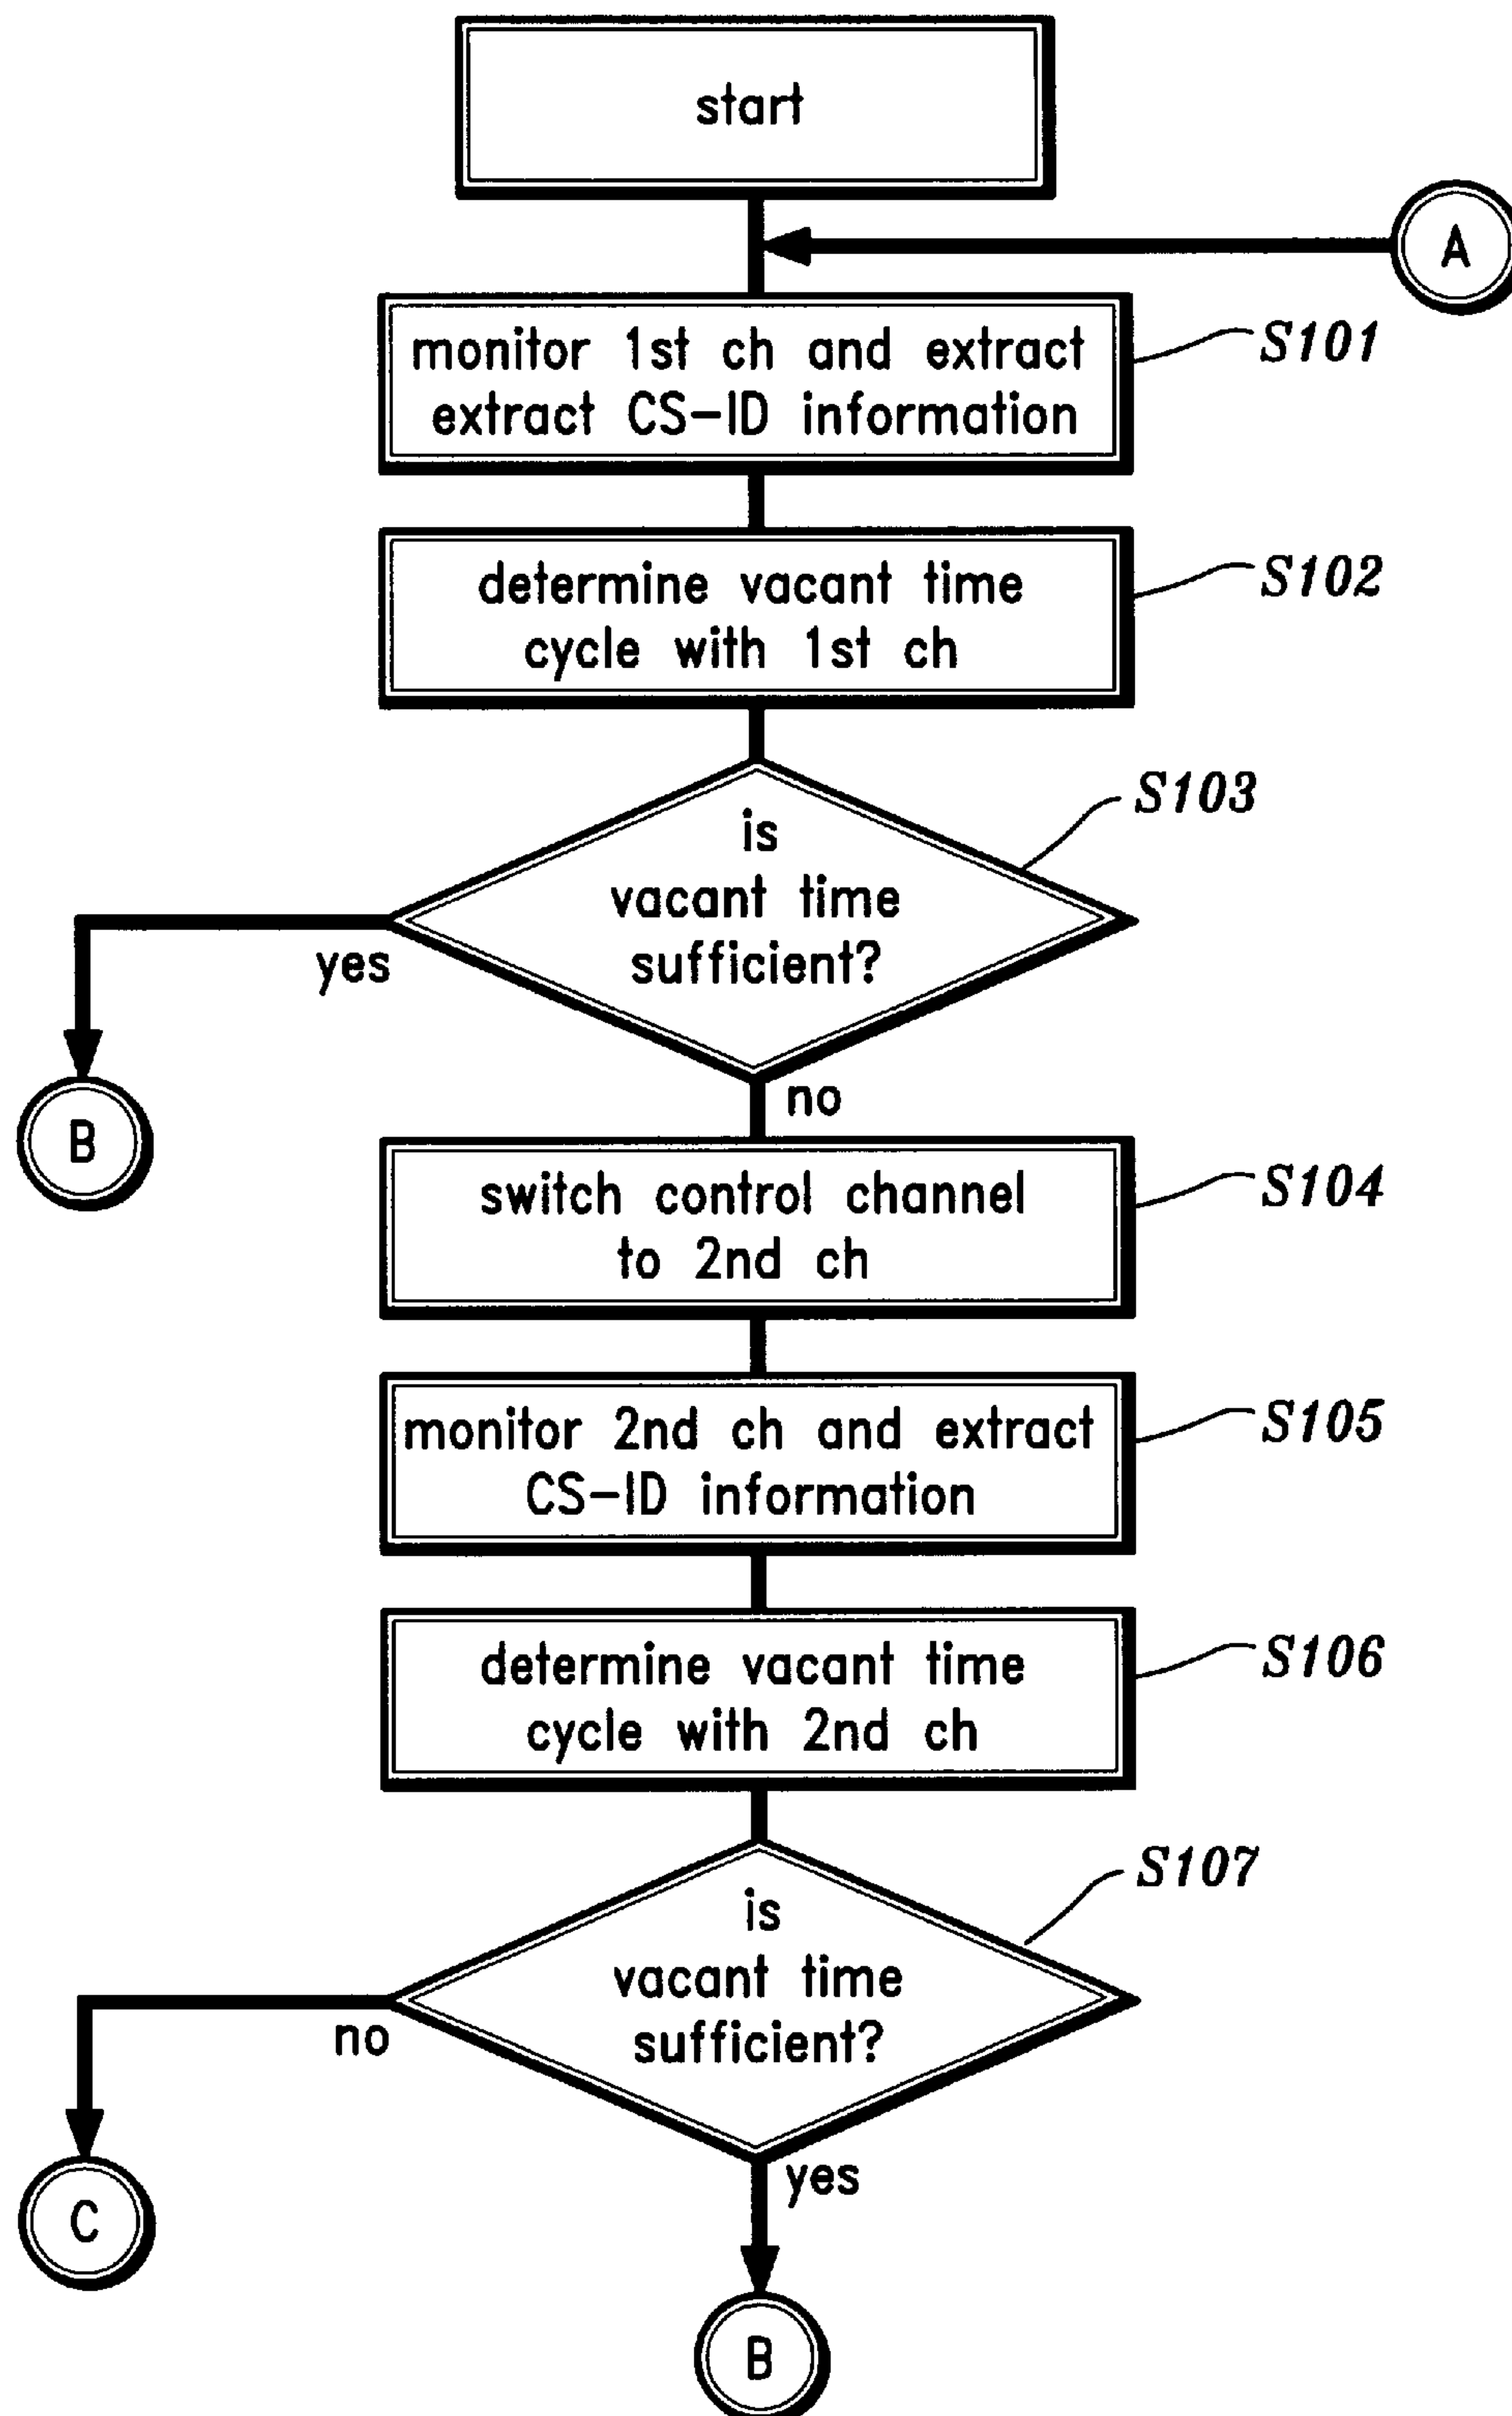 start
A
monitor 1st ch and extract
extract CS-ID information
S101
determine vacant time
cycle with 1st ch
S102
is
vacant time
sufficient?
S103
yes
B
no
switch control channel
to 2nd ch
S104
monitor 2nd ch and extract
CS-ID information
S105
determine vacant time
cycle with 2nd ch
S106
is
vacant time
sufficient?
S107
no
C
yes
B